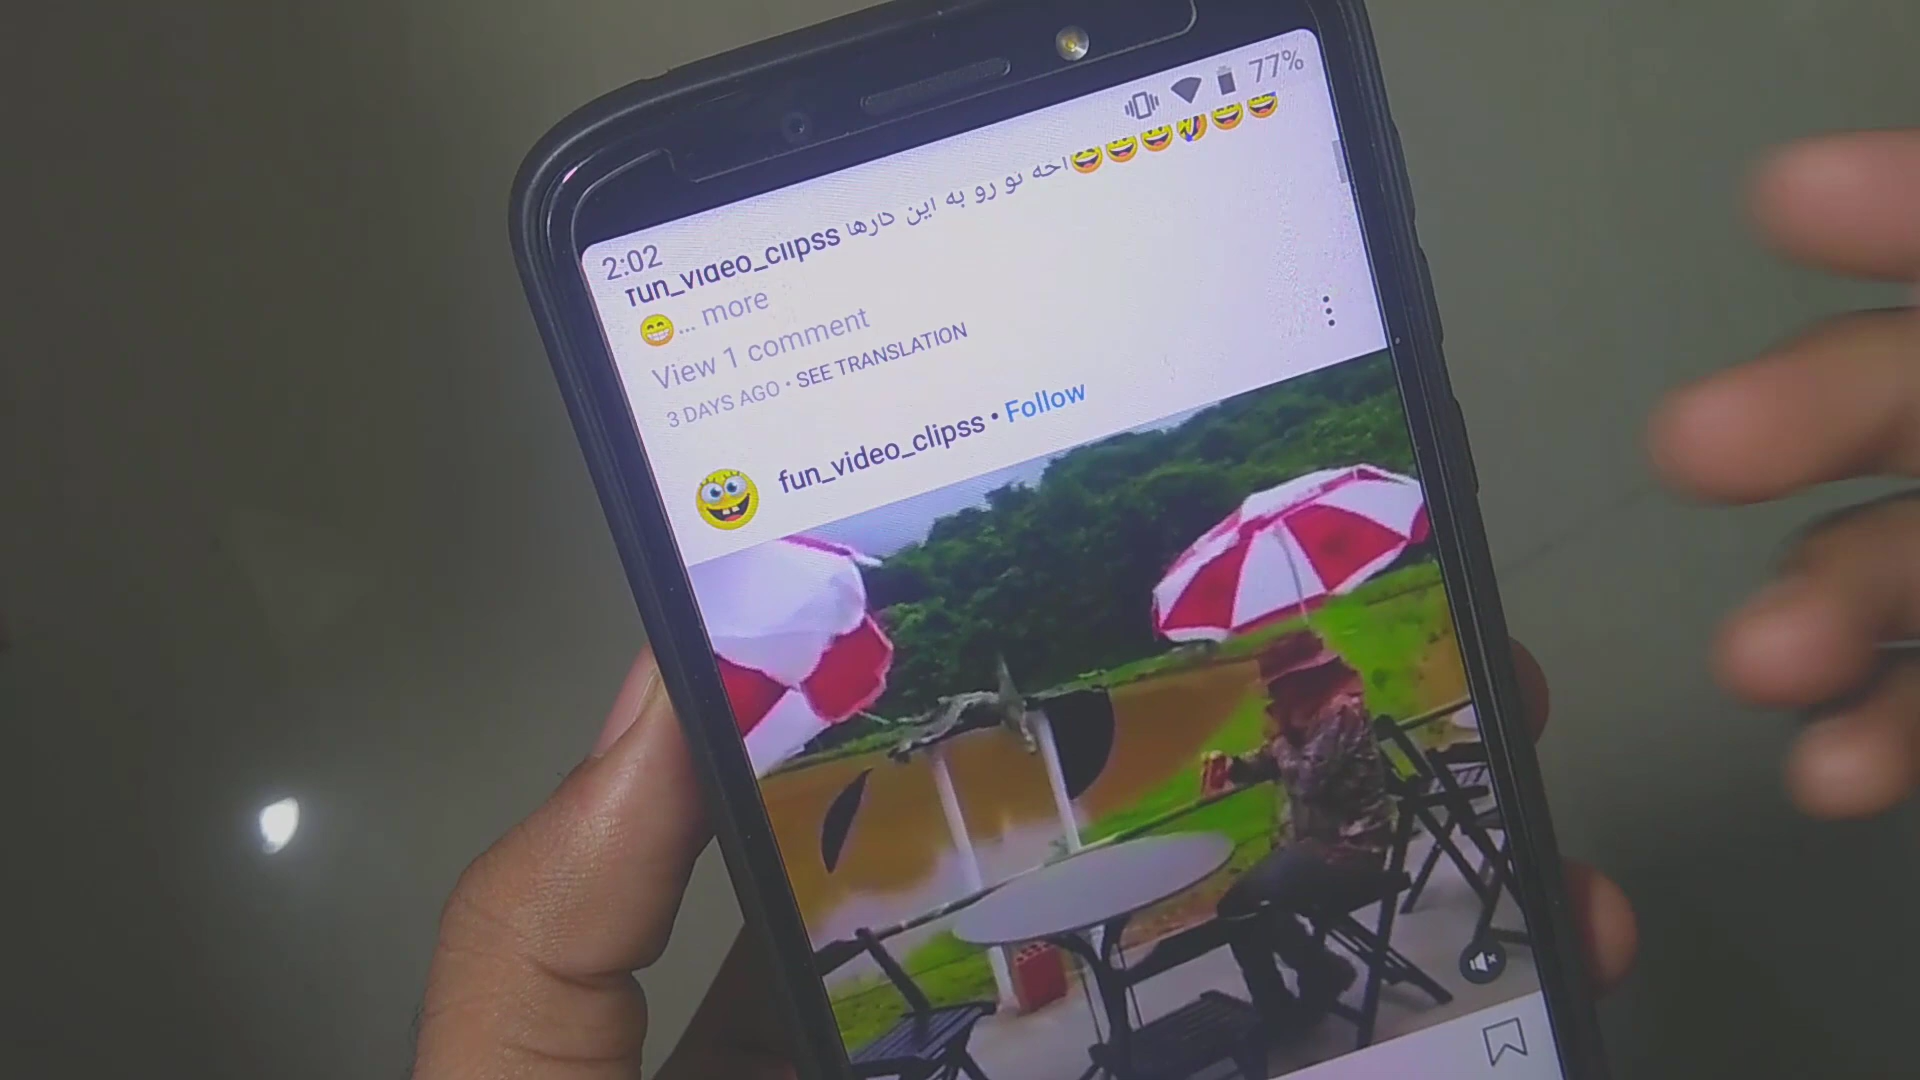 77%
2:02
fun_video_clipss اخه تو رو به این کارها😄😄😄🤣😄😄
😁... more
View 1 comment
3 DAYS AGO • SEE TRANSLATION
fun_video_clipss • Follow